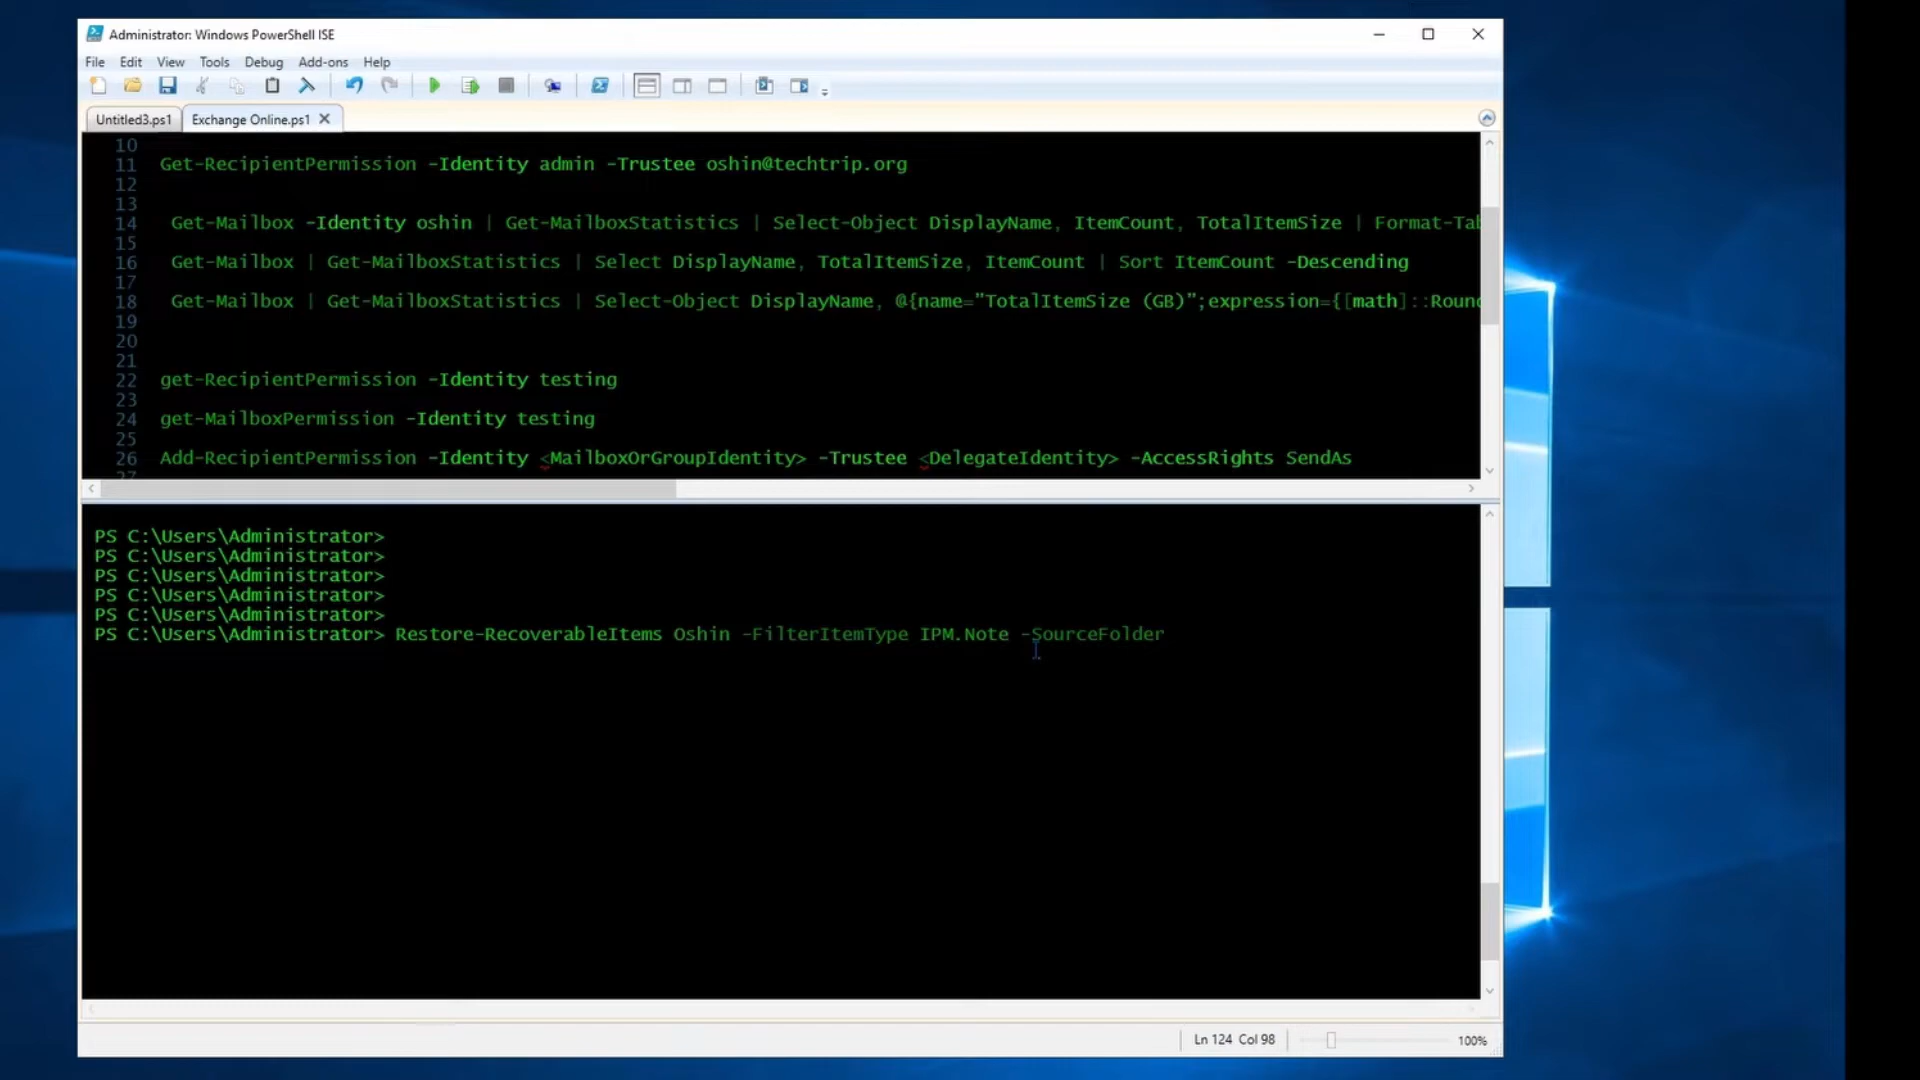 Administrator: Windows PowerShell ISE
File Edit View Tools Debug Add-ons Help
Untitled3.ps1 Exchange Online.ps1
10
11 Get-RecipientPermission -Identity admin -Trustee oshin@techtrip.org
12
13
14 Get-Mailbox -Identity oshin | Get-MailboxStatistics | Select-Object DisplayName, ItemCount, TotalItemSize | Format-Tab
15
16 Get-Mailbox | Get-MailboxStatistics | Select DisplayName, TotalItemSize, ItemCount | Sort ItemCount -Descending
17
18 Get-Mailbox | Get-MailboxStatistics | Select-Object DisplayName, @{name="TotalItemSize (GB)";expression={[math]::Round
19
20
21
22 get-RecipientPermission -Identity testing
23
24 get-MailboxPermission -Identity testing
25
26 Add-RecipientPermission -Identity <MailboxOrGroupIdentity> -Trustee <DelegateIdentity> -AccessRights SendAs
27
PS C:\Users\Administrator>
PS C:\Users\Administrator>
PS C:\Users\Administrator>
PS C:\Users\Administrator>
PS C:\Users\Administrator>
PS C:\Users\Administrator> Restore-RecoverableItems Oshin -FilterItemType IPM.Note -SourceFolder
Ln 124 Col 98 100%